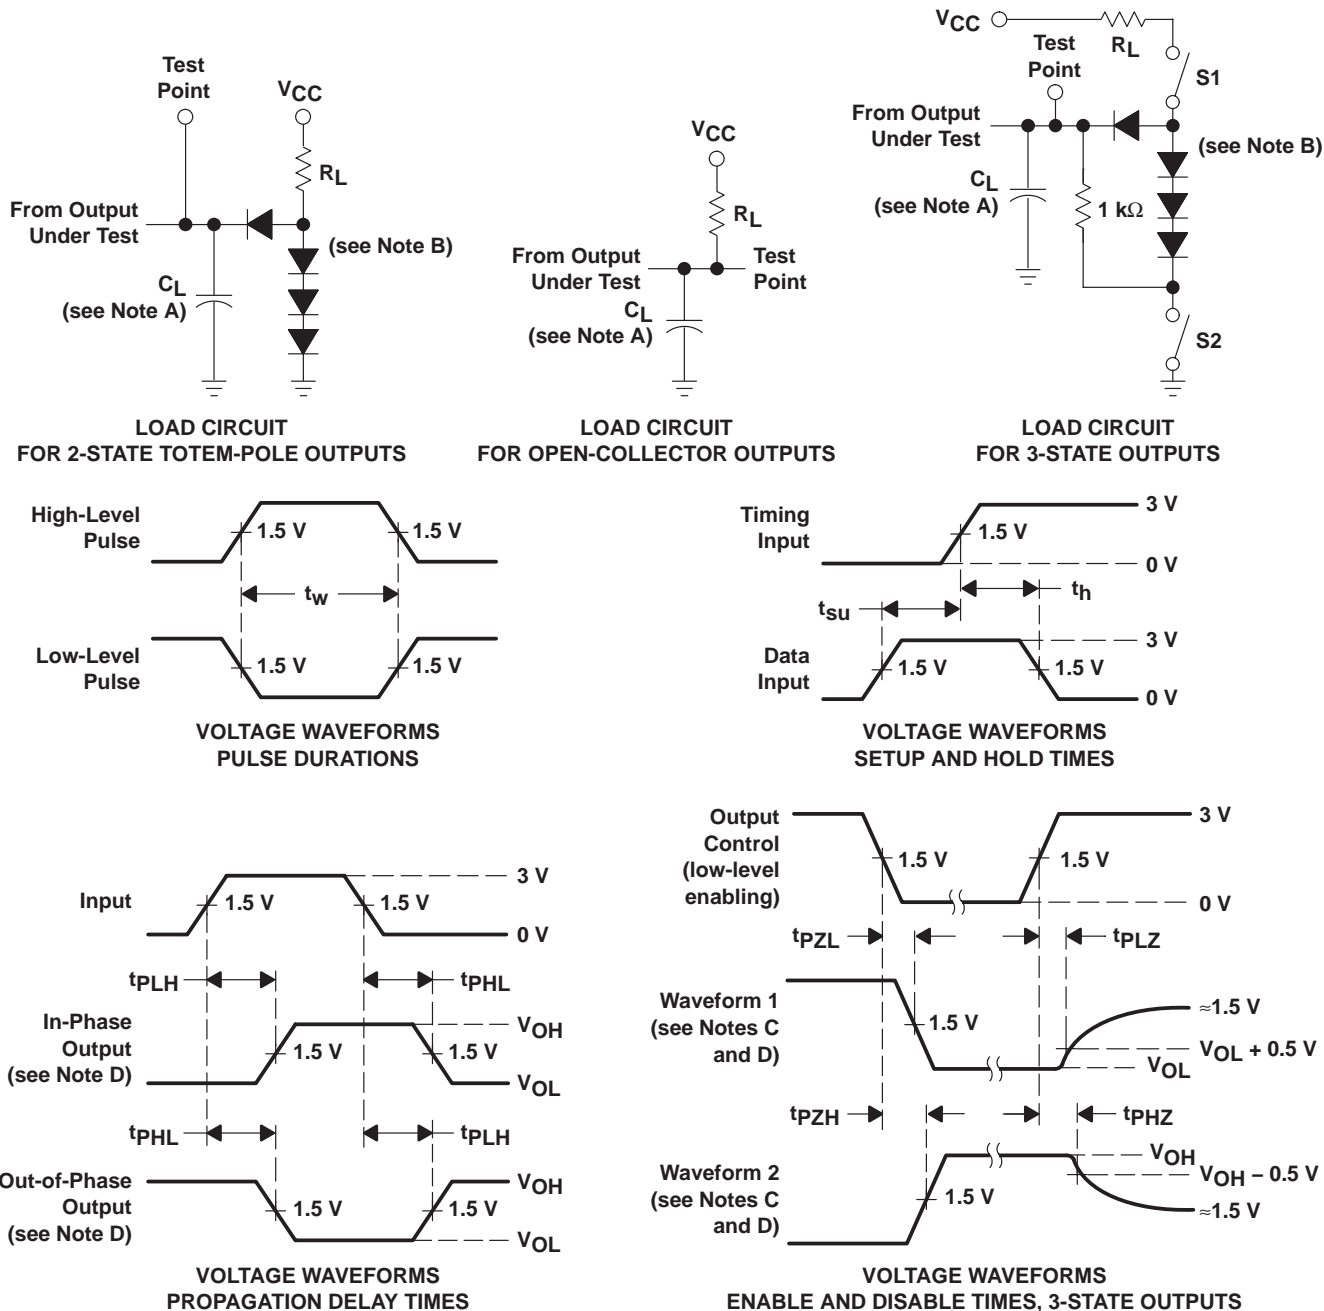 Test
Point
VCC
RL
From Output
Under Test
(see Note B)
CL
(see Note A)
LOAD CIRCUIT
FOR 2-STATE TOTEM-POLE OUTPUTS
VCC
RL
From Output
Under Test
Test
Point
CL
(see Note A)
LOAD CIRCUIT
FOR OPEN-COLLECTOR OUTPUTS
VCC
RL
Test
Point
S1
From Output
Under Test
(see Note B)
CL
(see Note A)
1 kΩ
S2
LOAD CIRCUIT
FOR 3-STATE OUTPUTS
High-Level
Pulse
1.5 V
1.5 V
tw
Low-Level
Pulse
1.5 V
1.5 V
VOLTAGE WAVEFORMS
PULSE DURATIONS
Timing
Input
1.5 V
3 V
0 V
th
tsu
Data
Input
1.5 V
1.5 V
3 V
0 V
VOLTAGE WAVEFORMS
SETUP AND HOLD TIMES
Input
1.5 V
1.5 V
3 V
0 V
tPLH
tPHL
In-Phase
Output
(see Note D)
1.5 V
1.5 V
VOH
VOL
tPHL
tPLH
Out-of-Phase
Output
(see Note D)
1.5 V
1.5 V
VOH
VOL
VOLTAGE WAVEFORMS
PROPAGATION DELAY TIMES
Output
Control
(low-level
enabling)
1.5 V
1.5 V
3 V
0 V
tPZL
tPLZ
Waveform 1
(see Notes C
and D)
1.5 V
≈1.5 V
VOL + 0.5 V
VOL
tPZH
tPHZ
Waveform 2
(see Notes C
and D)
1.5 V
VOH
VOH – 0.5 V
≈1.5 V
VOLTAGE WAVEFORMS
ENABLE AND DISABLE TIMES, 3-STATE OUTPUTS